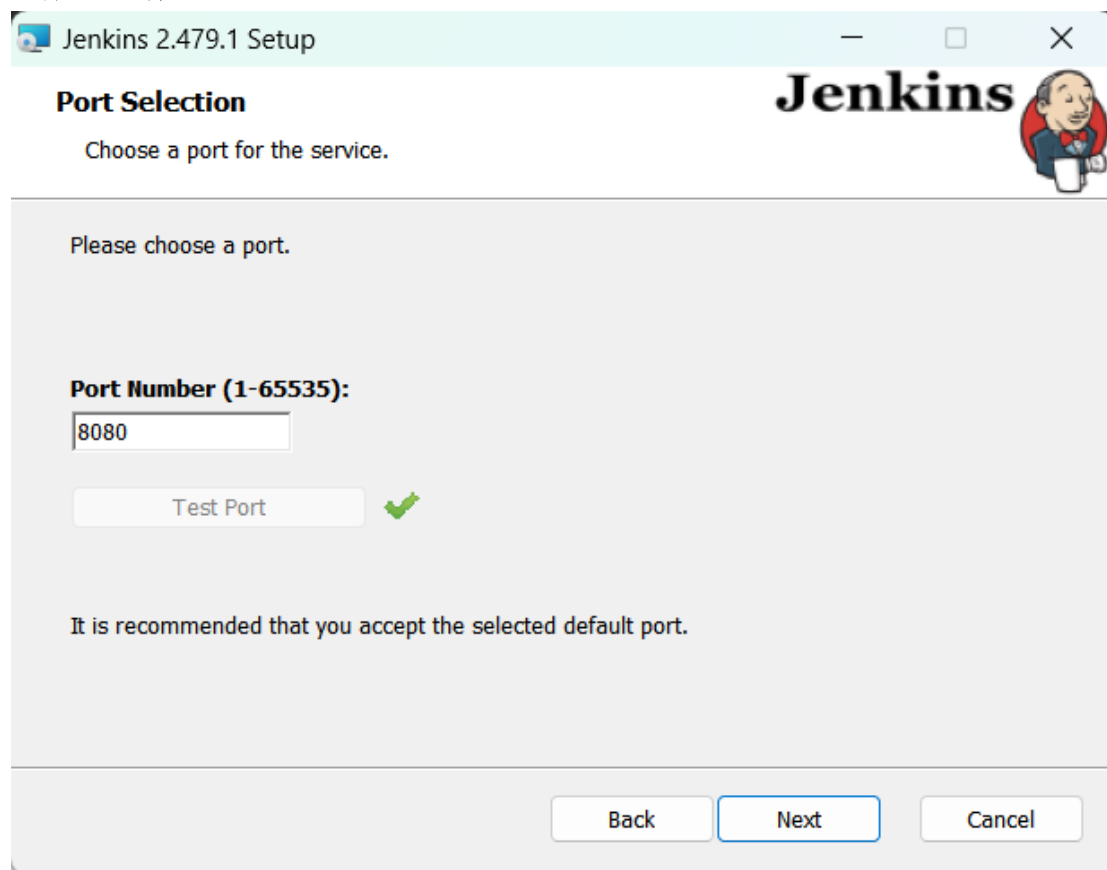 Jenkins 2.479.1 Setup
Port Selection
Jenkins
Choose a port for the service.
Please choose a port.
Port Number (1-65535):
8080
Test Port
It is recommended that you accept the selected default port.
Back
Next
Cancel